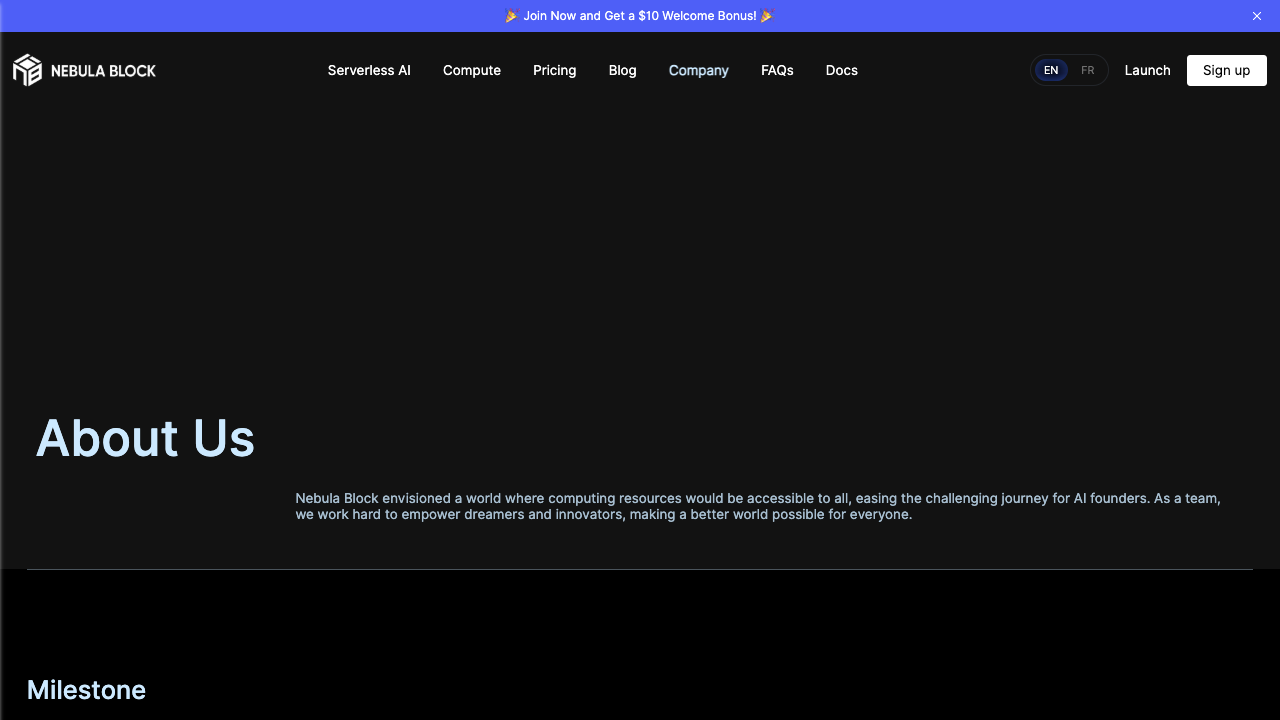 🎉 Join Now and Get a $10 Welcome Bonus! 🎉
NEBULA BLOCK
Serverless AI
Compute
Pricing
Blog
Company
FAQs
Docs
EN
FR
Launch
Sign up
About Us
Nebula Block envisioned a world where computing resources would be accessible to all, easing the challenging journey for AI founders. As a team,
we work hard to empower dreamers and innovators, making a better world possible for everyone.
Milestone